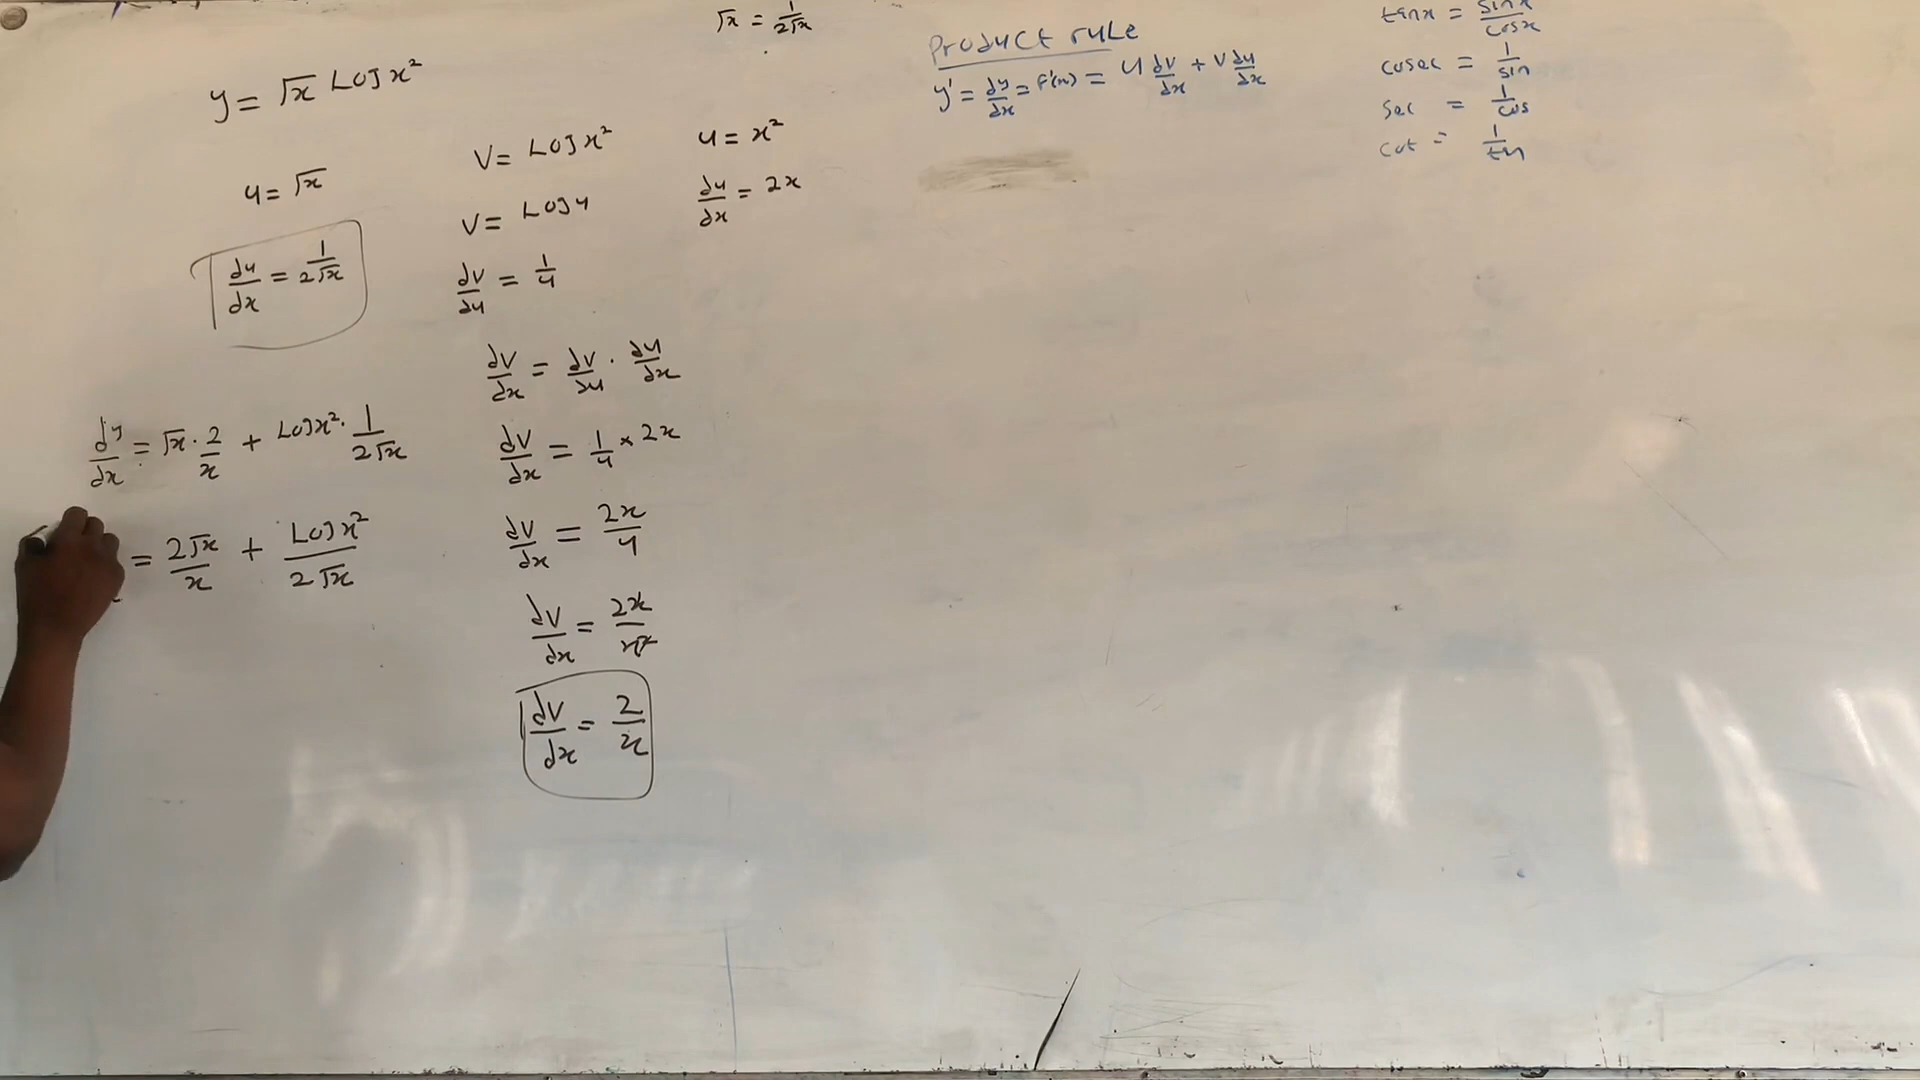 y = √x Log x²
u = √x
du/dx = 1/2√x
dy/dx = √x · 2/x + Log x² · 1/2√x
= 2√x/x + Log x²/2√x
V = Log x²
V = Log u
dV/du = 1/u
dV/dx = dV/du · du/dx
dV/dx = 1/u × 2x
dV/dx = 2x/u
dV/dx = 2x/x²
dV/dx = 2/x
√x = 1/2√x
u = x²
du/dx = 2x
Product rule
y' = dy/dx = f'(x) = u dv/dx + v du/dx
tanx = sinx/cosx
cosec = 1/sin
sec = 1/cos
cot = 1/tan